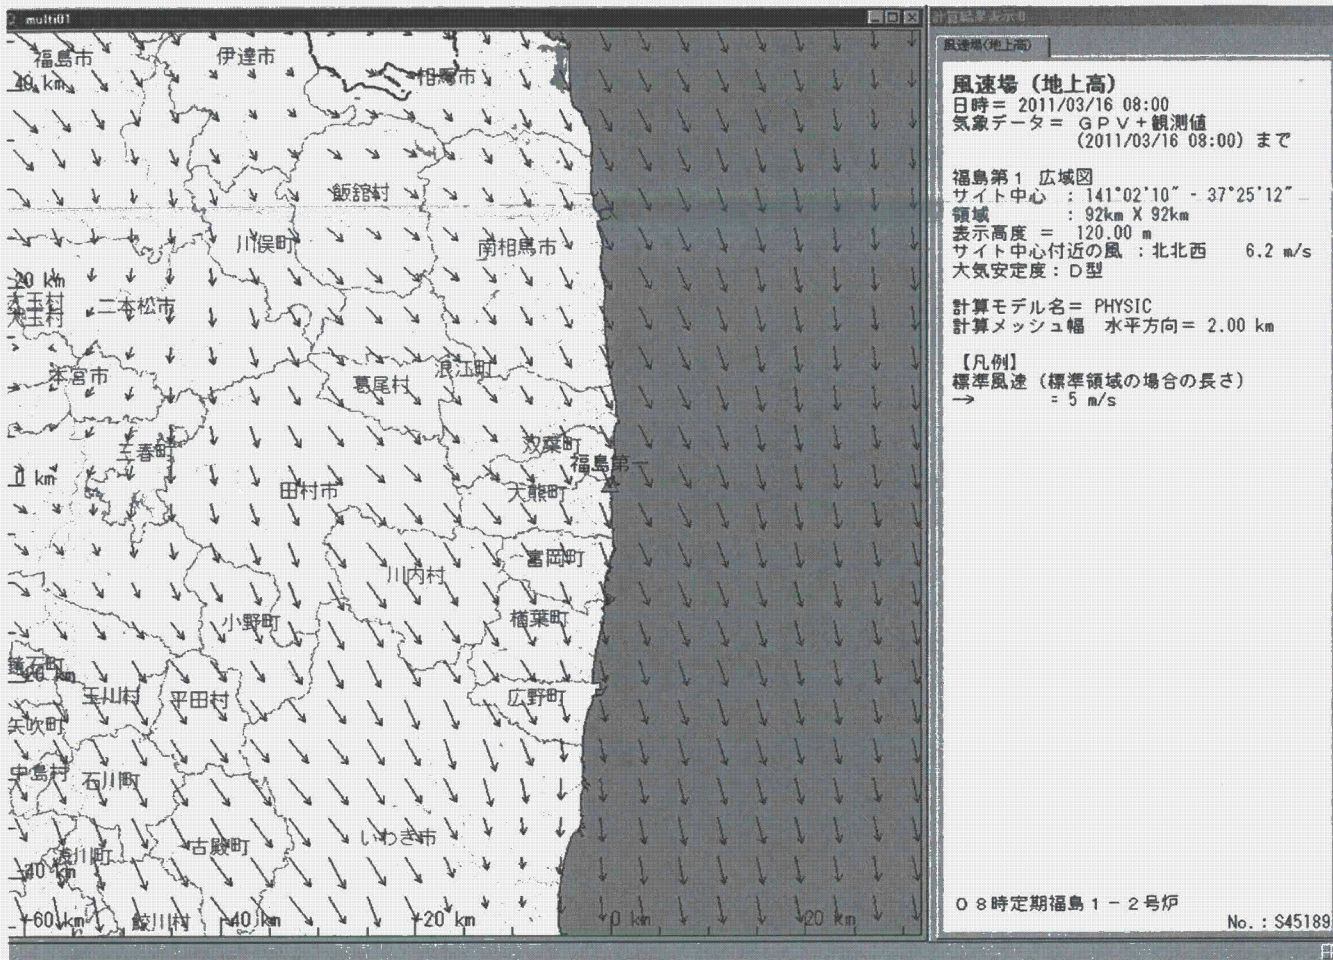 multi01
計算結果表示
風速場(地上高)
福島市
伊達市
相馬市
飯舘村
川俣町
南相馬市
20 km
大玉村
大玉村
二本松市
本宮市
葛尾村
浪江町
三春町
双葉町
福島第一
0 km
田村市
大熊町
川内村
富岡町
小野町
楢葉町
玉川村
平田村
広野町
矢吹町
中島村
石川町
古殿町
いわき市
-40 km
-60 km
鮫川村
-40 km
-20 km
0 km
20 km
風速場 (地上高)
日時= 2011/03/16 08:00
気象データ= GPV+観測値
(2011/03/16 08:00) まで
福島第1 広域図
サイト中心 : 141°02'10" - 37°25'12"
領域 : 92km X 92km
表示高度 = 120.00 m
サイト中心付近の風 : 北北西 6.2 m/s
大気安定度 : D型
計算モデル名= PHYSIC
計算メッシュ幅 水平方向= 2.00 km
【凡例】
標準風速 (標準領域の場合の長さ)
→ = 5 m/s
08時定期福島1-2号炉
No. : S45189